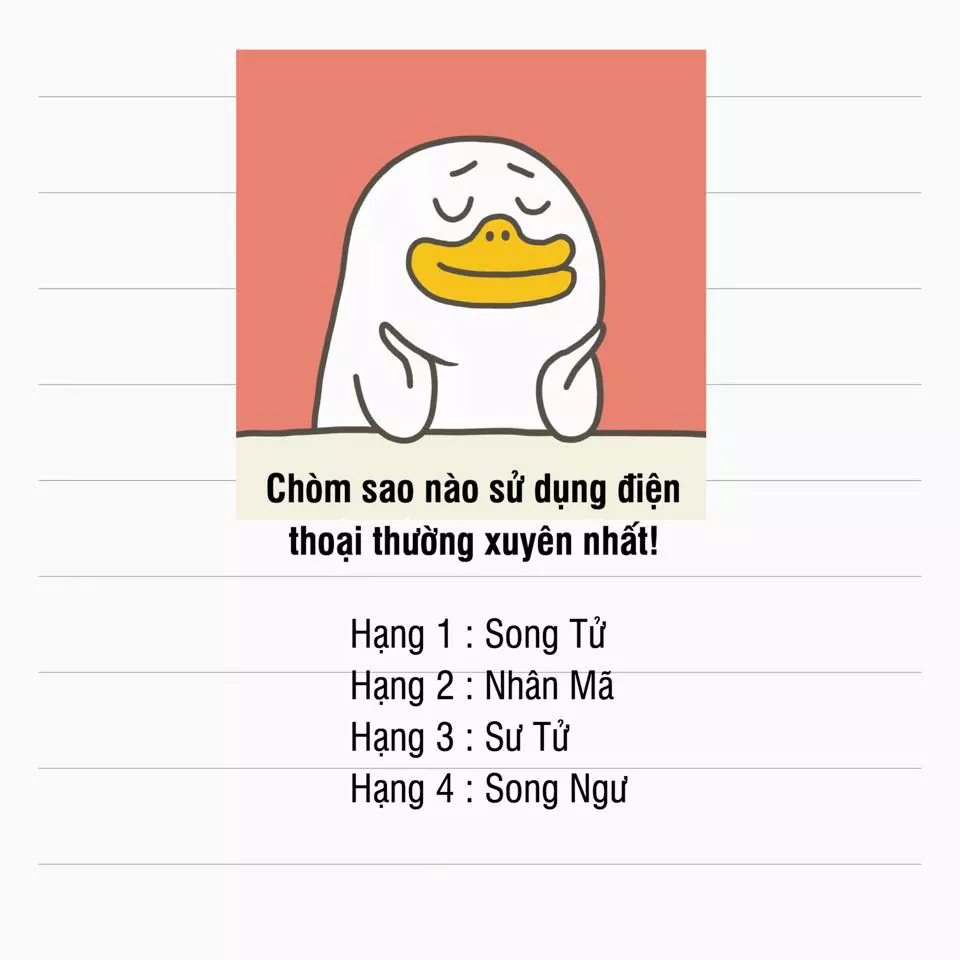 Chòm sao nào sử dụng điện
thoại thường xuyên nhất!
Hạng 1 : Song Tử
Hạng 2 : Nhân Mã
Hạng 3 : Sư Tử
Hạng 4 : Song Ngư